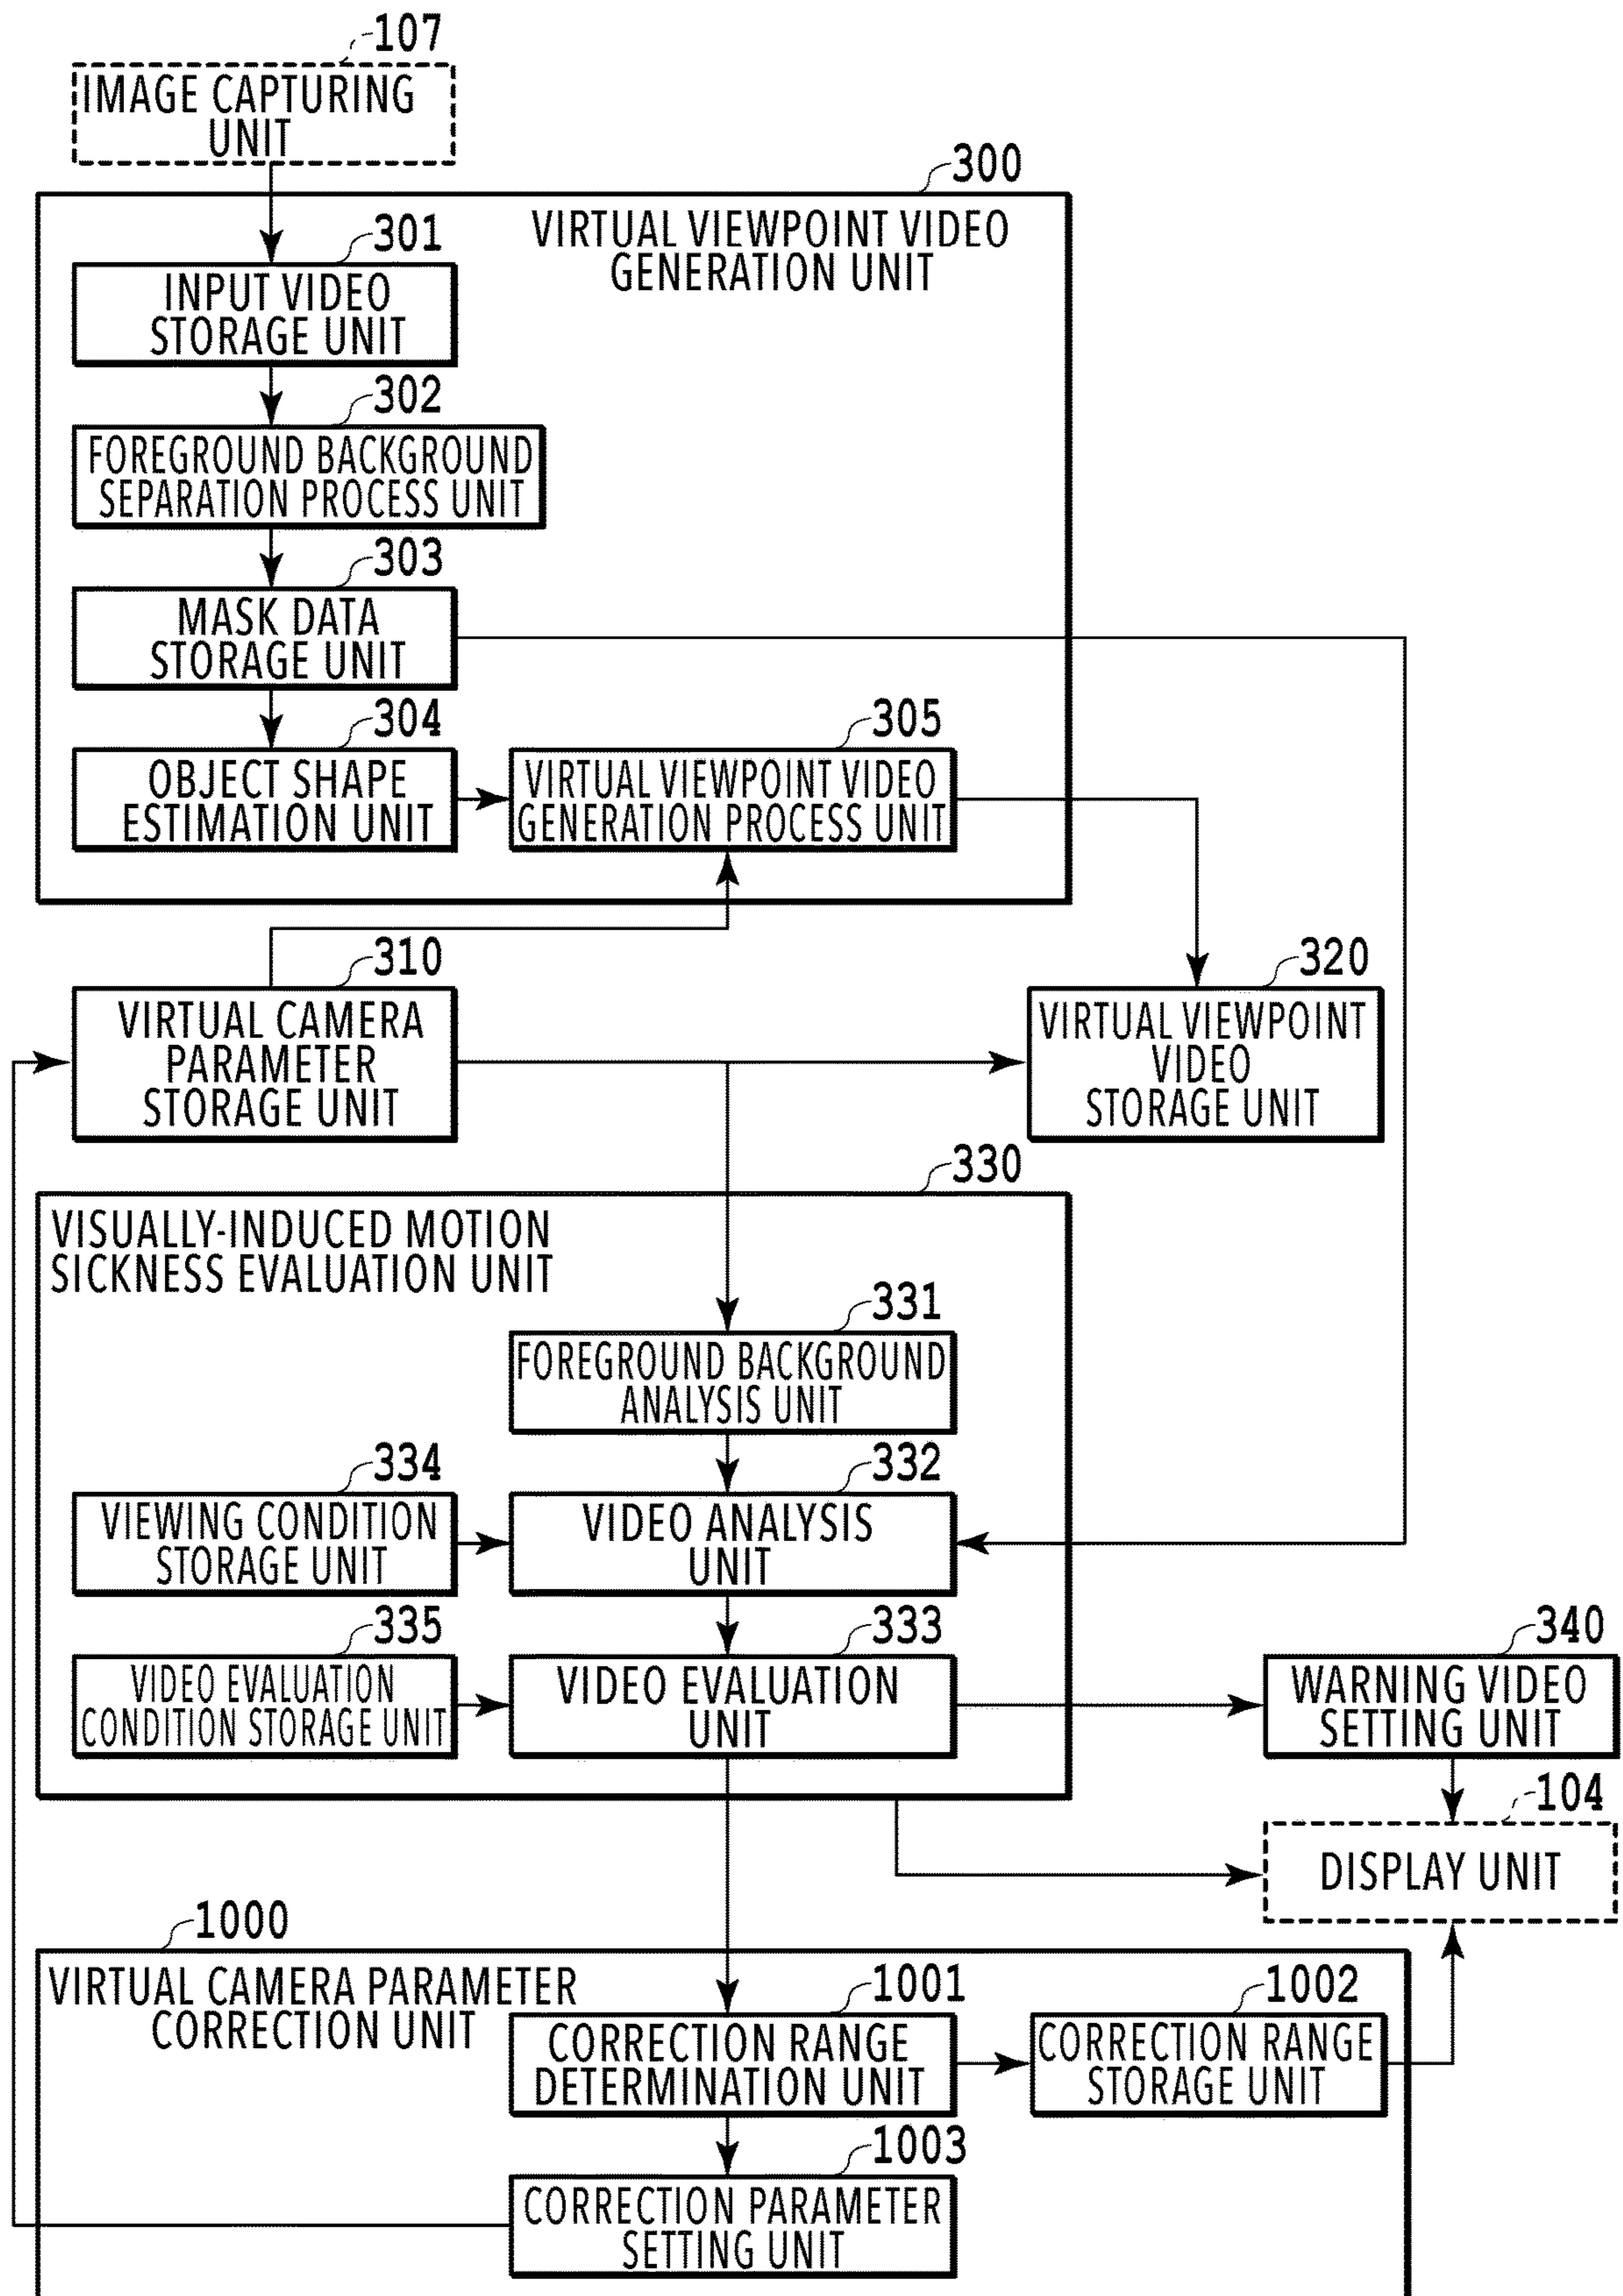 107
IMAGE CAPTURING
UNIT
300
VIRTUAL VIEWPOINT VIDEO
GENERATION UNIT
301
INPUT VIDEO
STORAGE UNIT
302
FOREGROUND BACKGROUND
SEPARATION PROCESS UNIT
303
MASK DATA
STORAGE UNIT
304
OBJECT SHAPE
ESTIMATION UNIT
305
VIRTUAL VIEWPOINT VIDEO
GENERATION PROCESS UNIT
310
VIRTUAL CAMERA
PARAMETER
STORAGE UNIT
320
VIRTUAL VIEWPOINT
VIDEO
STORAGE UNIT
330
VISUALLY-INDUCED MOTION
SICKNESS EVALUATION UNIT
331
FOREGROUND BACKGROUND
ANALYSIS UNIT
334
VIEWING CONDITION
STORAGE UNIT
332
VIDEO ANALYSIS
UNIT
335
VIDEO EVALUATION
CONDITION STORAGE UNIT
333
VIDEO EVALUATION
UNIT
340
WARNING VIDEO
SETTING UNIT
104
DISPLAY UNIT
1000
VIRTUAL CAMERA PARAMETER
CORRECTION UNIT
1001
CORRECTION RANGE
DETERMINATION UNIT
1002
CORRECTION RANGE
STORAGE UNIT
1003
CORRECTION PARAMETER
SETTING UNIT